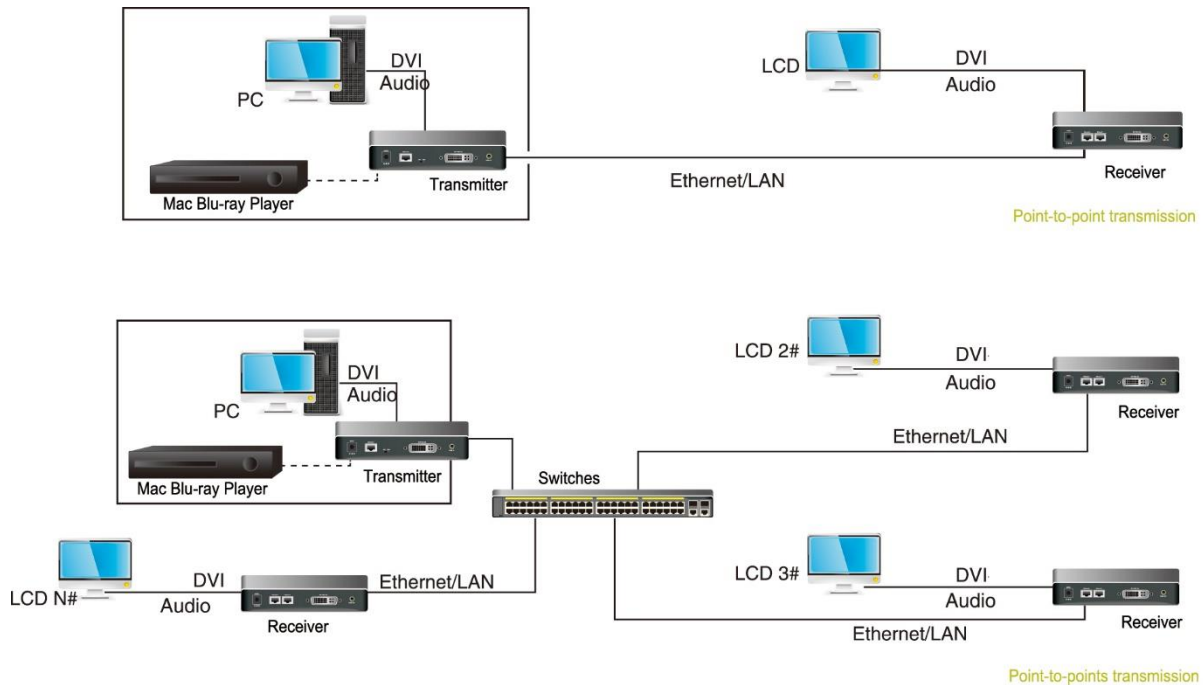 DVI
Audio
PC
Transmitter
Mac Blu-ray Player
LCD
DVI
Audio
Receiver
Ethernet/LAN
Point-to-point transmission
DVI
Audio
PC
Transmitter
Mac Blu-ray Player
Switches
LCD 2#
DVI
Audio
Receiver
Ethernet/LAN
LCD N#
DVI
Audio
Receiver
Ethernet/LAN
LCD 3#
DVI
Audio
Receiver
Ethernet/LAN
Point-to-points transmission